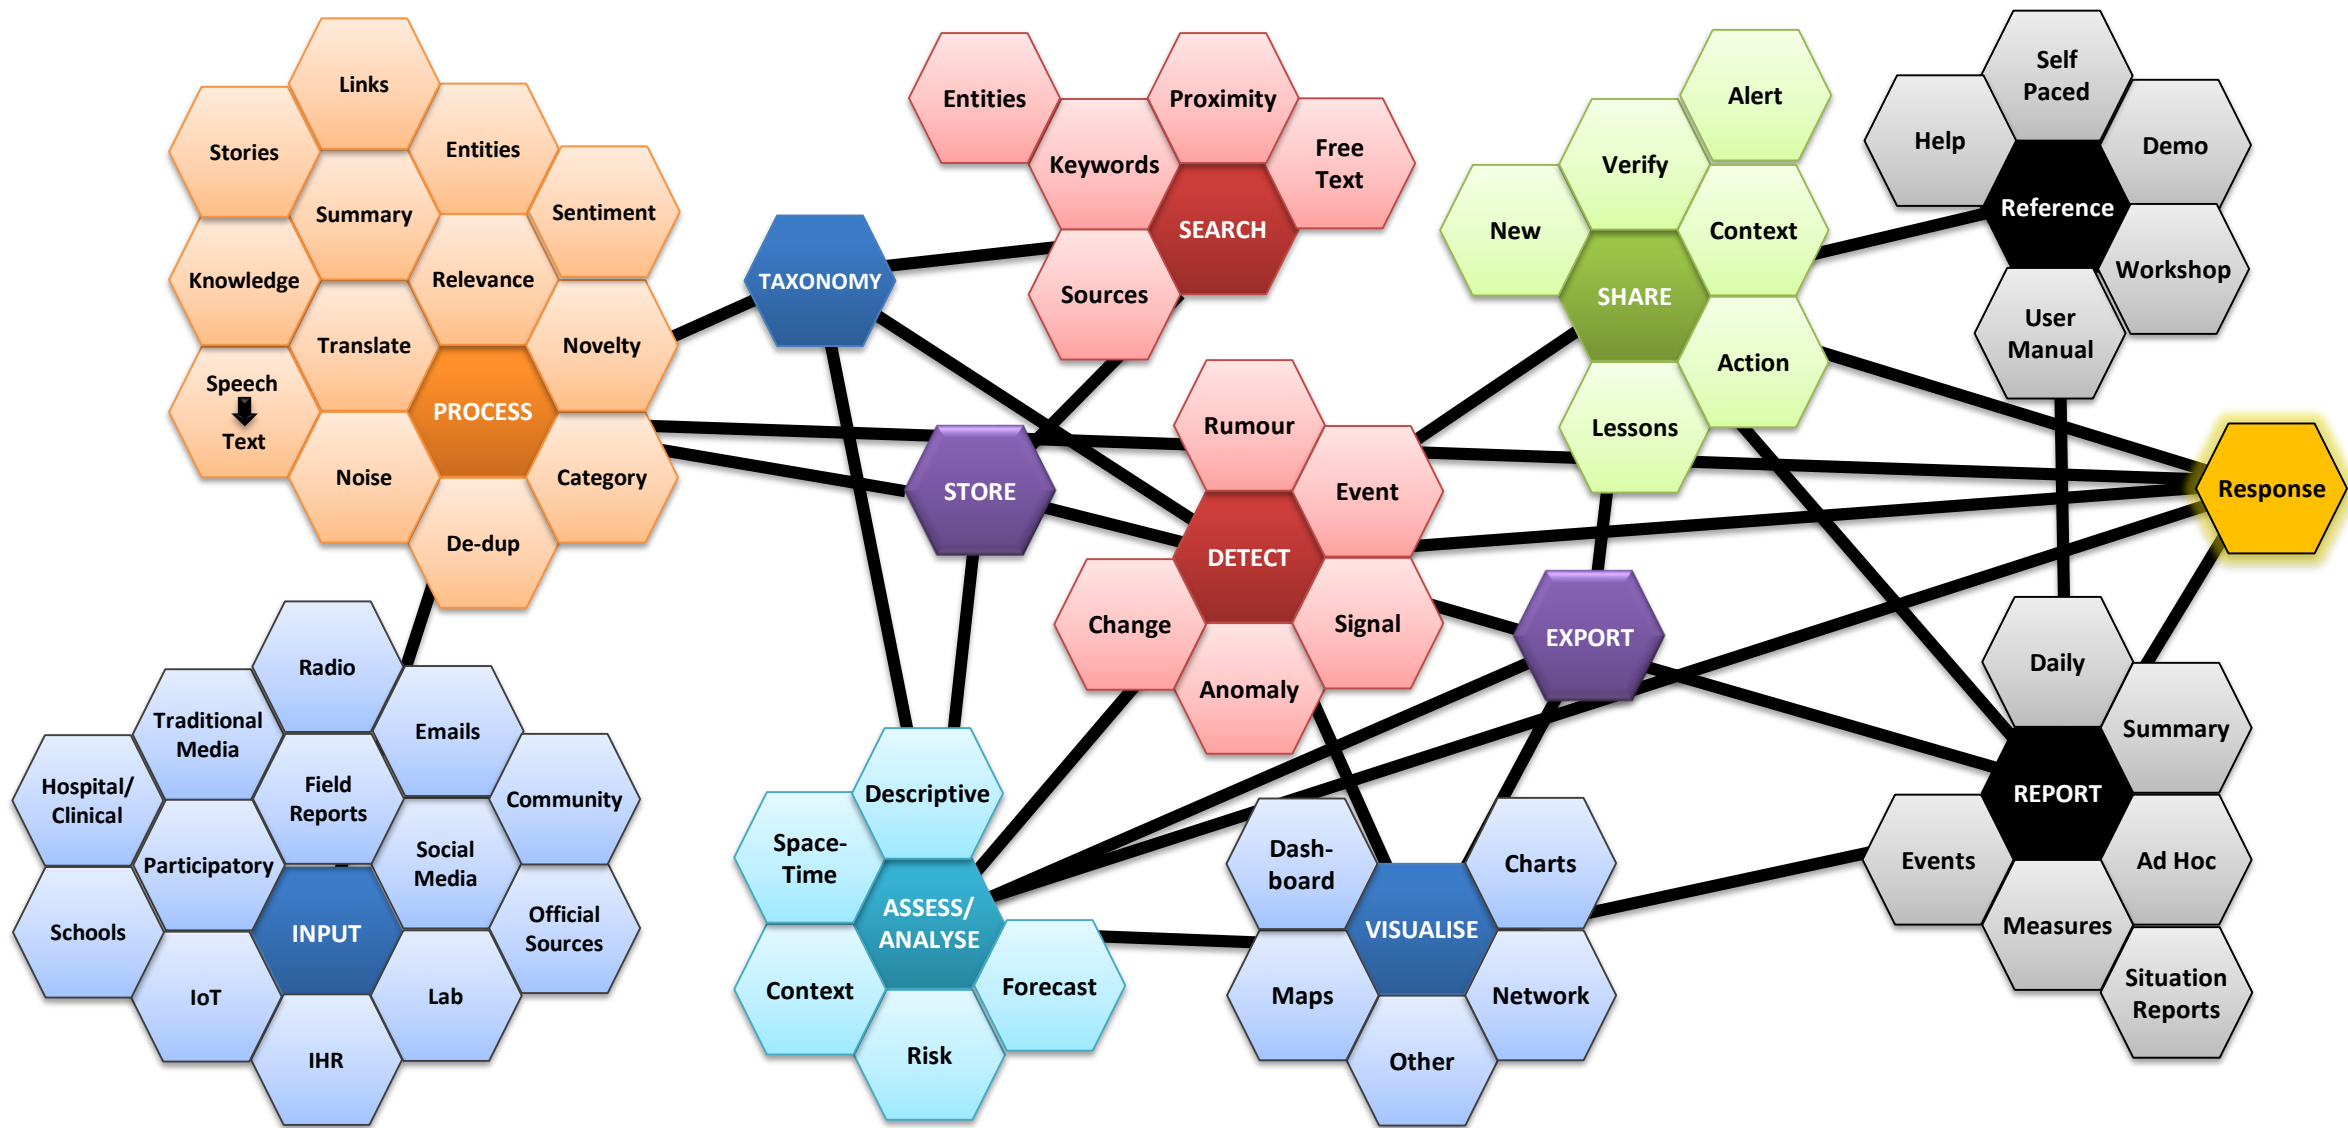 Links
Stories
Entities
Summary
Sentiment
Knowledge
Relevance
Translate
Novelty
Speech
Text
PROCESS
Noise
Category
De-dup
TAXONOMY
Entities
Proximity
Keywords
Free
Text
SEARCH
Sources
STORE
Alert
Verify
New
Context
SHARE
Action
Lessons
Self
Paced
Help
Demo
Reference
Workshop
User
Manual
Rumour
Event
DETECT
Change
Signal
Anomaly
Response
EXPORT
Radio
Traditional
Media
Emails
Hospital/
Clinical
Field
Reports
Community
Participatory
Social
Media
Schools
INPUT
Official
Sources
IoT
Lab
IHR
Descriptive
Space-
Time
ASSESS/
ANALYSE
Context
Forecast
Risk
Dash-
board
Charts
VISUALISE
Maps
Network
Other
Daily
Summary
REPORT
Events
Ad Hoc
Measures
Situation
Reports